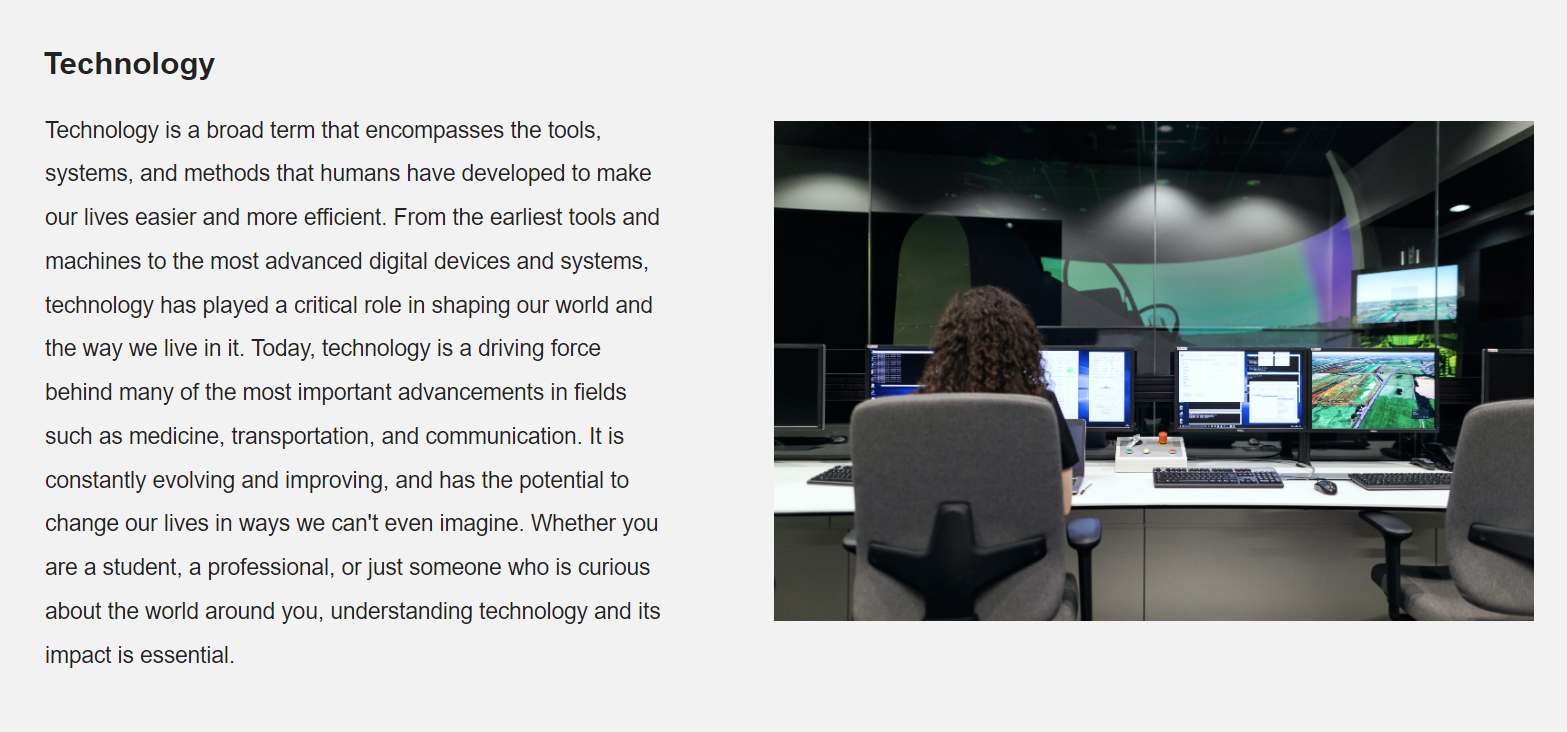 Technology
Technology is a broad term that encompasses the tools,
systems, and methods that humans have developed to make
our lives easier and more efficient. From the earliest tools and
machines to the most advanced digital devices and systems,
technology has played a critical role in shaping our world and
the way we live in it. Today, technology is a driving force
behind many of the most important advancements in fields
such as medicine, transportation, and communication. It is
constantly evolving and improving, and has the potential to
change our lives in ways we can't even imagine. Whether you
are a student, a professional, or just someone who is curious
about the world around you, understanding technology and its
impact is essential.